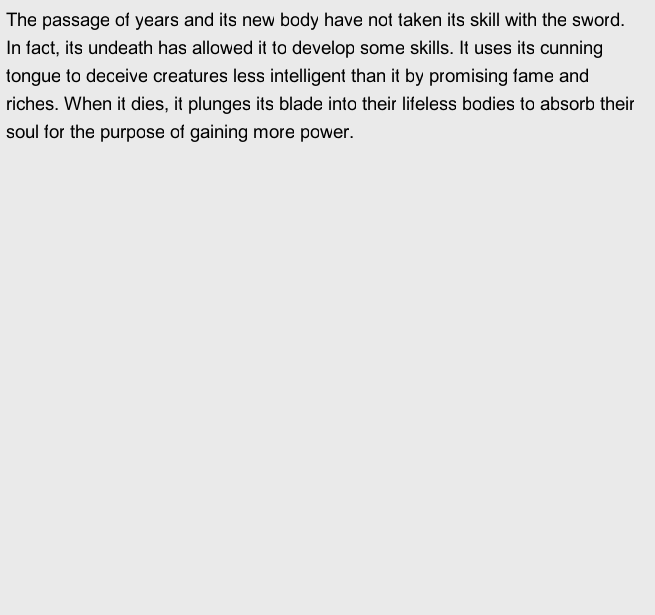 The passage of years and its new body have not taken its skill with the sword.
In fact, its undeath has allowed it to develop some skills. It uses its cunning
tongue to deceive creatures less intelligent than it by promising fame and
riches. When it dies, it plunges its blade into their lifeless bodies to absorb their
soul for the purpose of gaining more power.